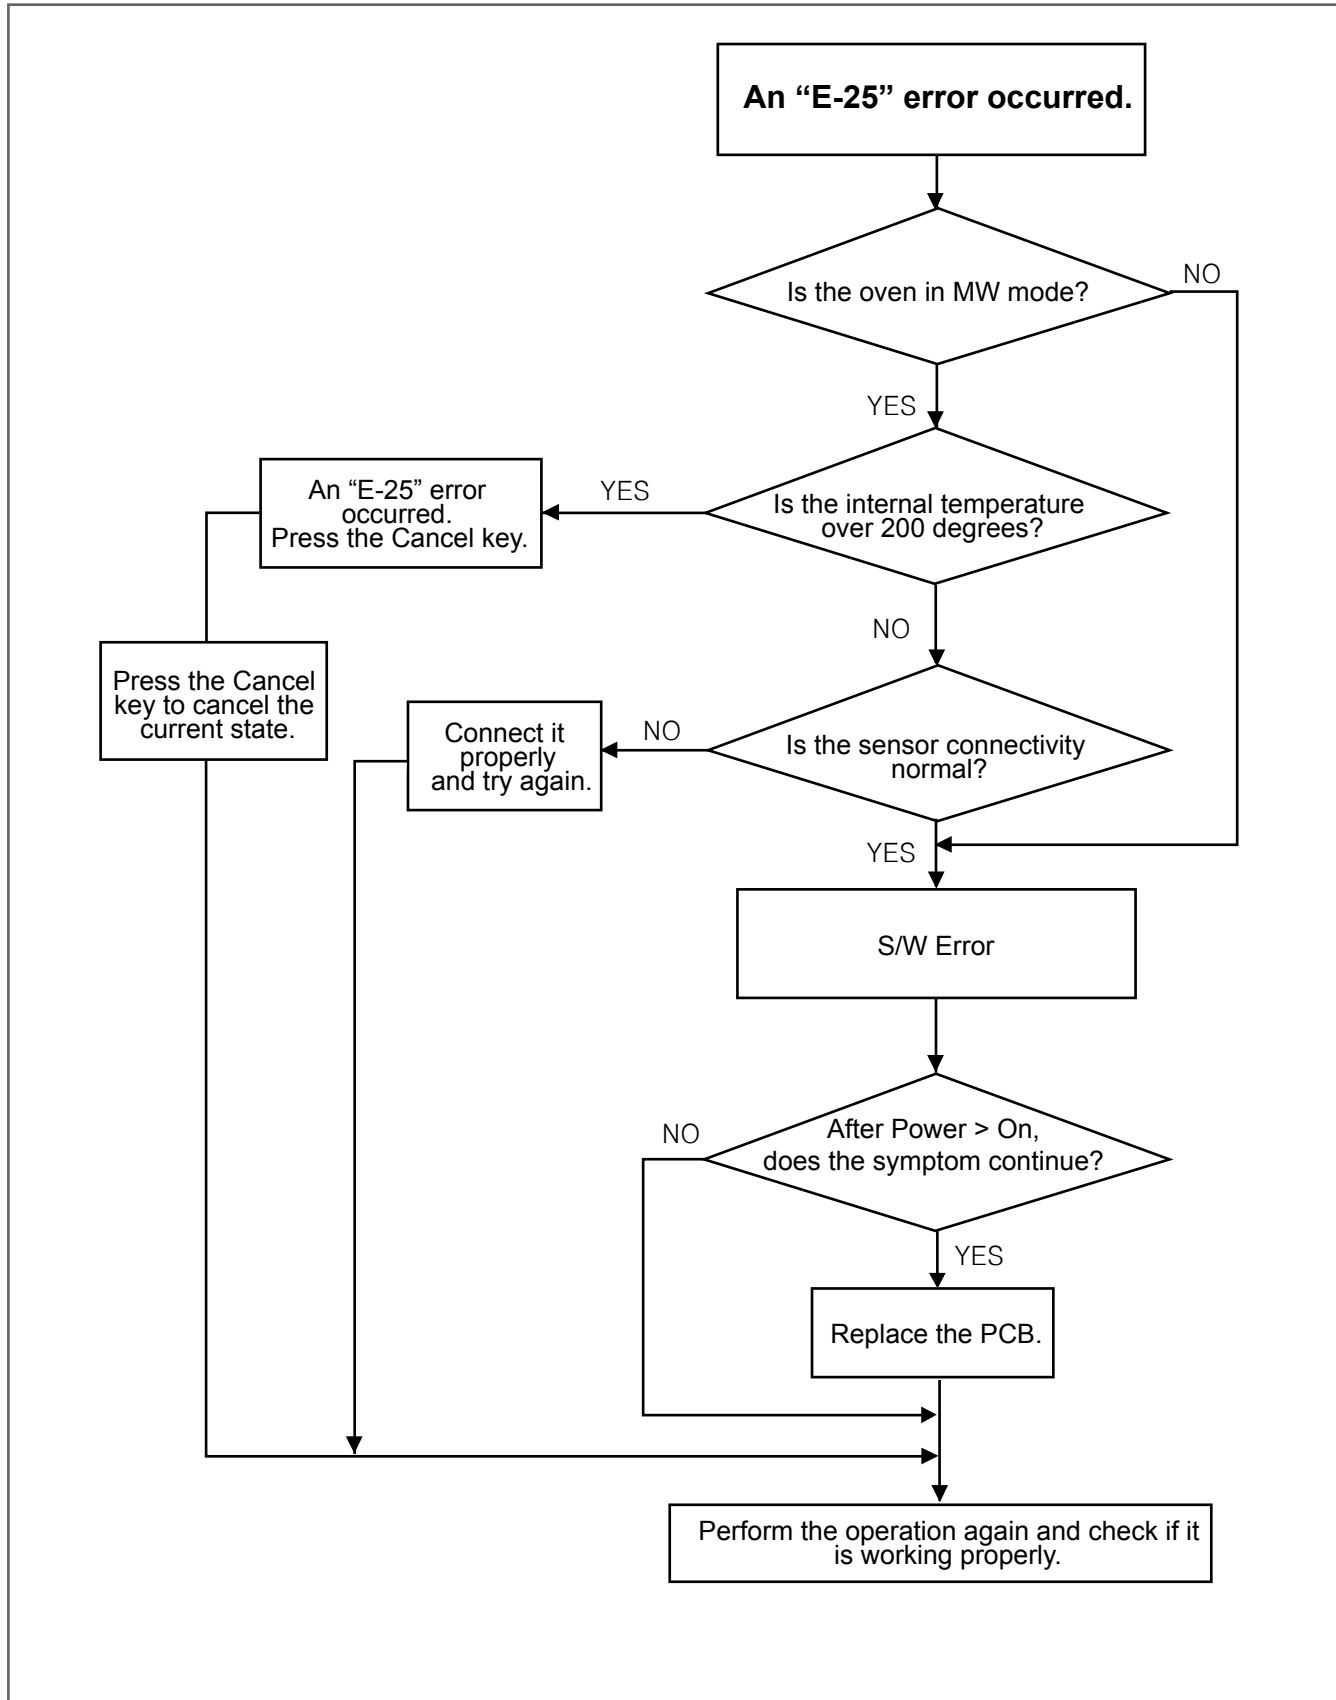 An “E-25” error occurred.
Is the oven in MW mode?
NO
YES
An “E-25” error
occurred.
Press the Cancel key.
YES
Is the internal temperature
over 200 degrees?
NO
Press the Cancel
key to cancel the
current state.
Connect it
properly
and try again.
NO
Is the sensor connectivity
normal?
YES
S/W Error
NO
After Power > On,
does the symptom continue?
YES
Replace the PCB.
Perform the operation again and check if it
is working properly.